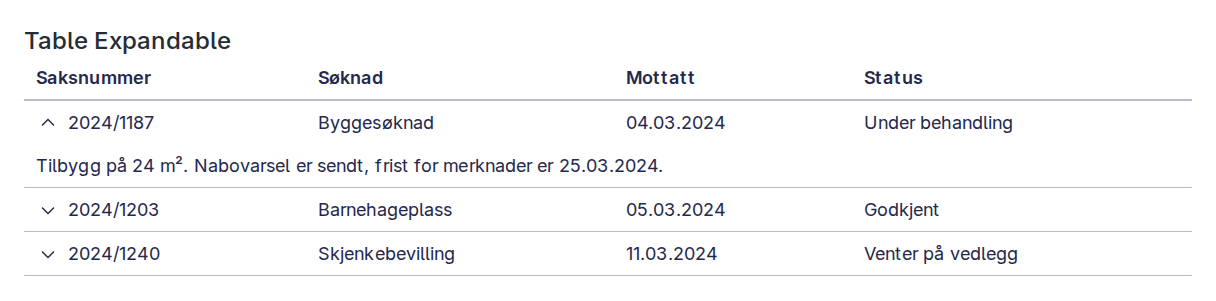 Table Expandable
Saksnummer Søknad Mottatt Status
2024/1187 Byggesøknad 04.03.2024 Under behandling
Tilbygg på 24 m². Nabovarsel er sendt, frist for merknader er 25.03.2024.
2024/1203 Barnehageplass 05.03.2024 Godkjent
2024/1240 Skjenkebevilling 11.03.2024 Venter på vedlegg